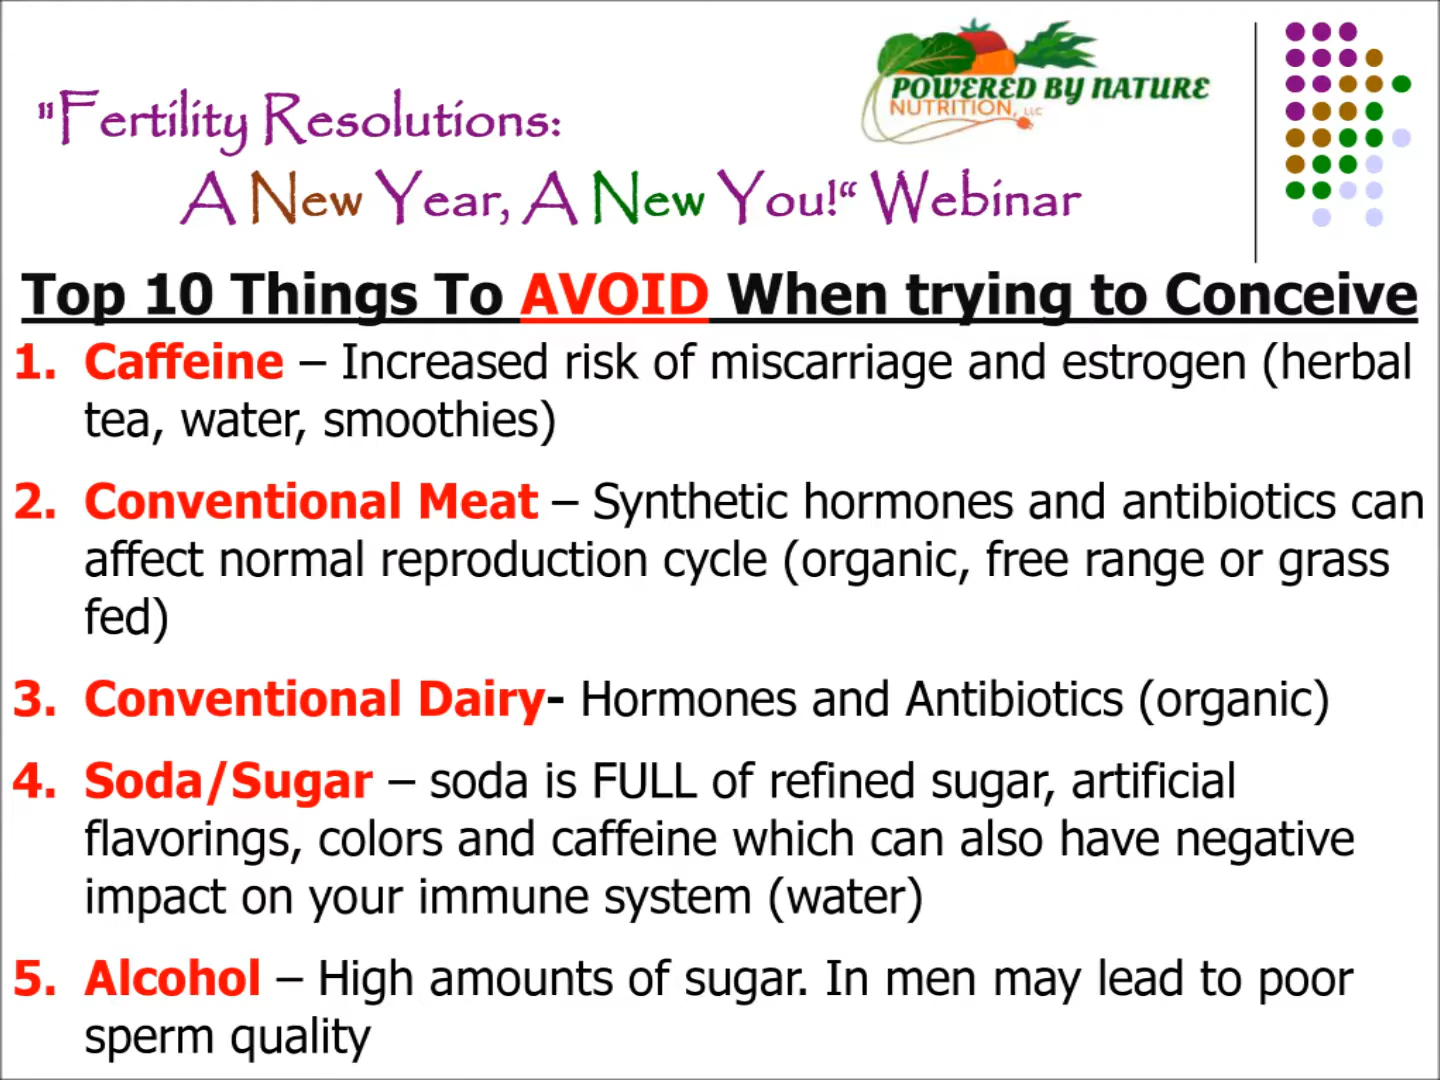 POWERED BY NATURE
NUTRITION, LLC
"Fertility Resolutions:
A New Year, A New You!“ Webinar
Top 10 Things To AVOID When trying to Conceive
1. Caffeine – Increased risk of miscarriage and estrogen (herbal
tea, water, smoothies)
2. Conventional Meat – Synthetic hormones and antibiotics can
affect normal reproduction cycle (organic, free range or grass
fed)
3. Conventional Dairy- Hormones and Antibiotics (organic)
4. Soda/Sugar – soda is FULL of refined sugar, artificial
flavorings, colors and caffeine which can also have negative
impact on your immune system (water)
5. Alcohol – High amounts of sugar. In men may lead to poor
sperm quality